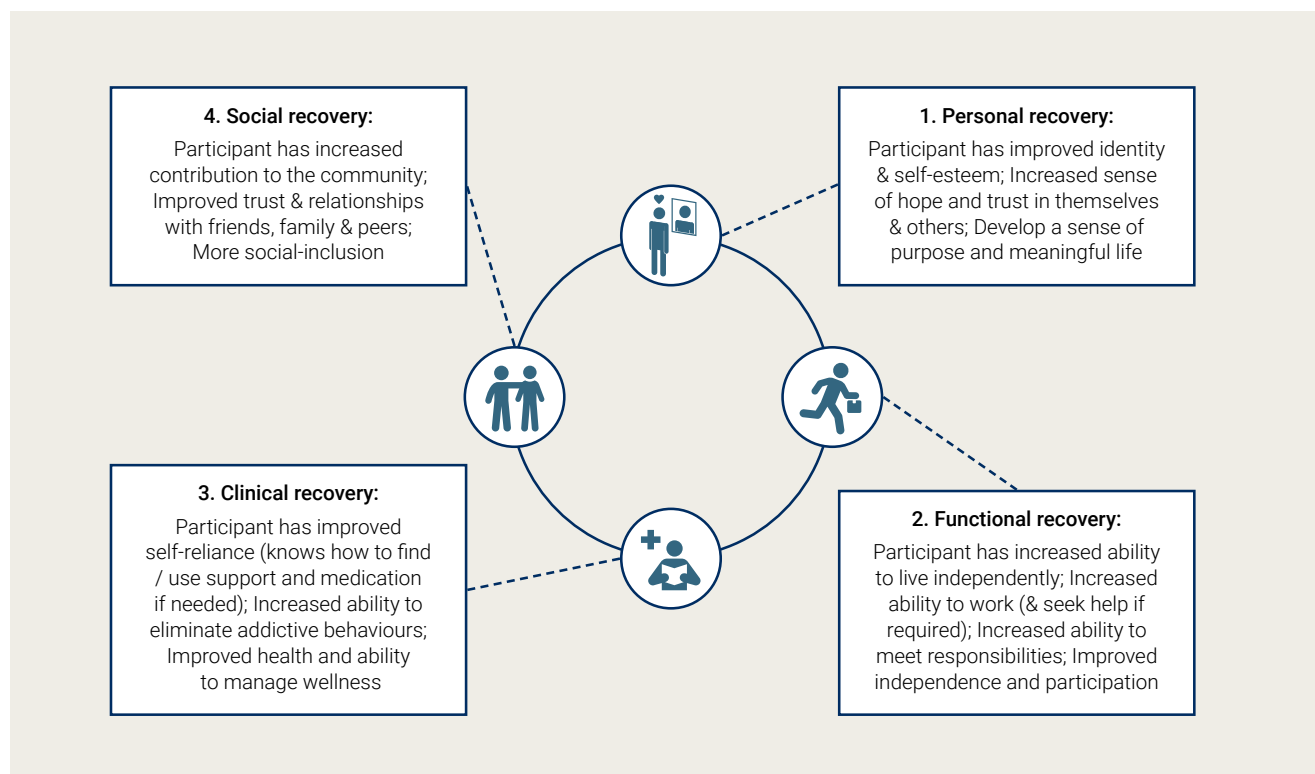 4. Social recovery:
Participant has increased
contribution to the community;
Improved trust & relationships
with friends, family & peers;
More social-inclusion
1. Personal recovery:
Participant has improved identity
& self-esteem; Increased sense
of hope and trust in themselves
& others; Develop a sense of
purpose and meaningful life
3. Clinical recovery:
Participant has improved
self-reliance (knows how to find
/ use support and medication
if needed); Increased ability to
eliminate addictive behaviours;
Improved health and ability
to manage wellness
2. Functional recovery:
Participant has increased ability
to live independently; Increased
ability to work (& seek help if
required); Increased ability to
meet responsibilities; Improved
independence and participation